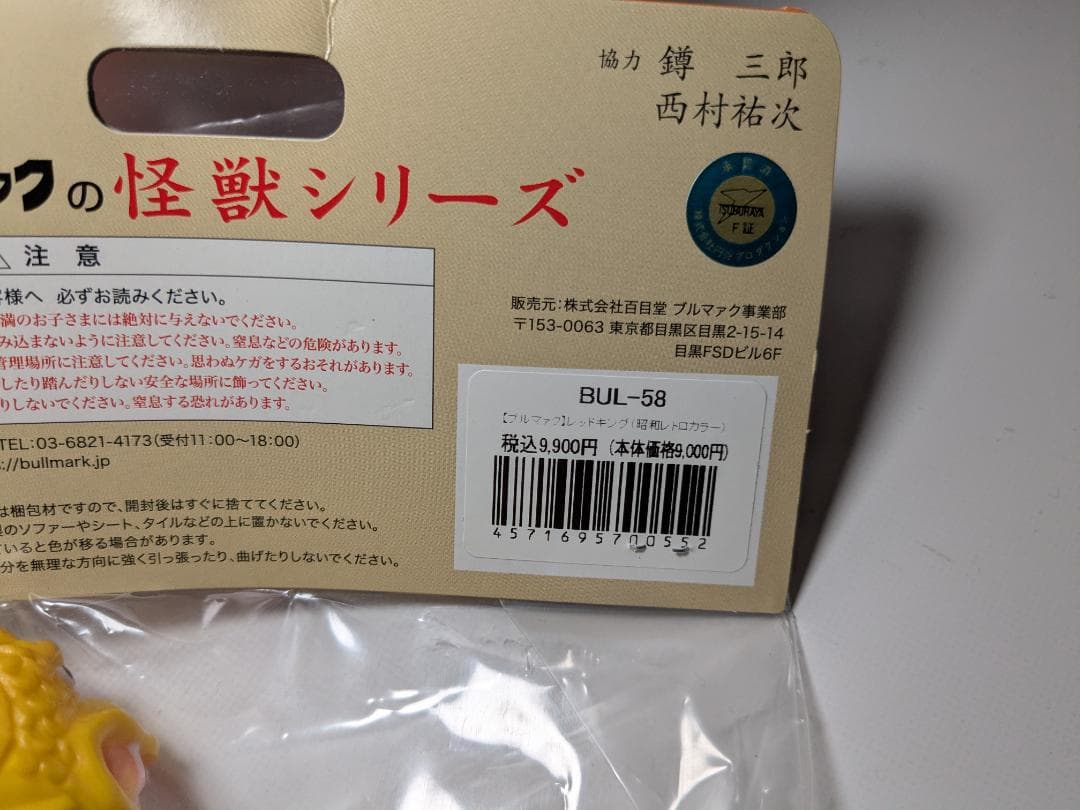 協力 鐏 三郎
西村祐次
マァクの怪獣シリーズ
TSUBURAYA
F証
注 意
客様へ 必ずお読みください。
満のお子さまには絶対に与えないでください。
み込まないように注意してください。窒息などの危険があります。
管理場所に注意してください。思わぬケガをするおそれがあります。
したり踏んだりしない安全な場所に飾ってください。
りしないでください。窒息する恐れがあります。
TEL:03-6821-4173(受付11:00〜18:00)
s://bullmark.jp
は梱包材ですので、開封後はすぐに捨ててください。
のソファーやシート、タイルなどの上に置かないでください。
ていると色が移る場合があります。
分を無理な方向に強く引っ張ったり、曲げたりしないでください。
販売元:株式会社百目堂 ブルマァク事業部
〒153-0063 東京都目黒区目黒2-15-14
目黒FSDビル6F
BUL-58
【ブルマァク】レッドキング(昭和レトロカラー)
税込9,900円 (本体価格9,000円)
4571695700552